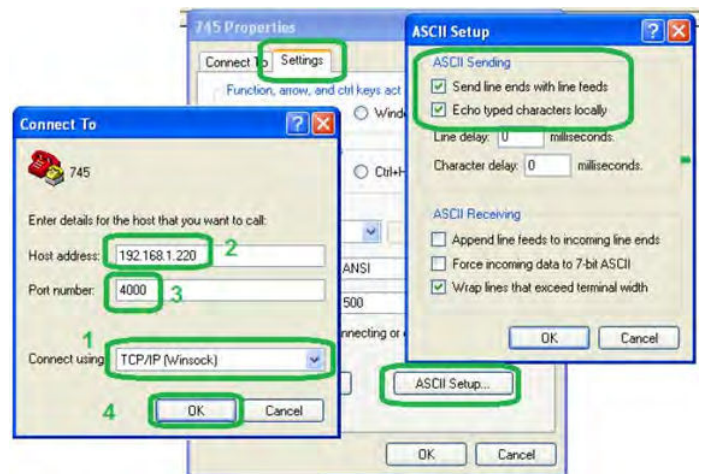 745 Properties
Connect To Settings
Function, arrow, and ctrl keys act
Wind
Ctrl+H
ANSI
500
nnecting or
ASCII Setup...
OK Cancel
Connect To
745
Enter details for the host that you want to call:
Host address: 192.168.1.220 2
Port number: 4000 3
1
Connect using: TCP/IP (Winsock)
4 OK Cancel
ASCII Setup
ASCII Sending
Send line ends with line feeds
Echo typed characters locally
Line delay: 0 milliseconds.
Character delay: 0 milliseconds.
ASCII Receiving
Append line feeds to incoming line ends
Force incoming data to 7-bit ASCII
Wrap lines that exceed terminal width
OK Cancel